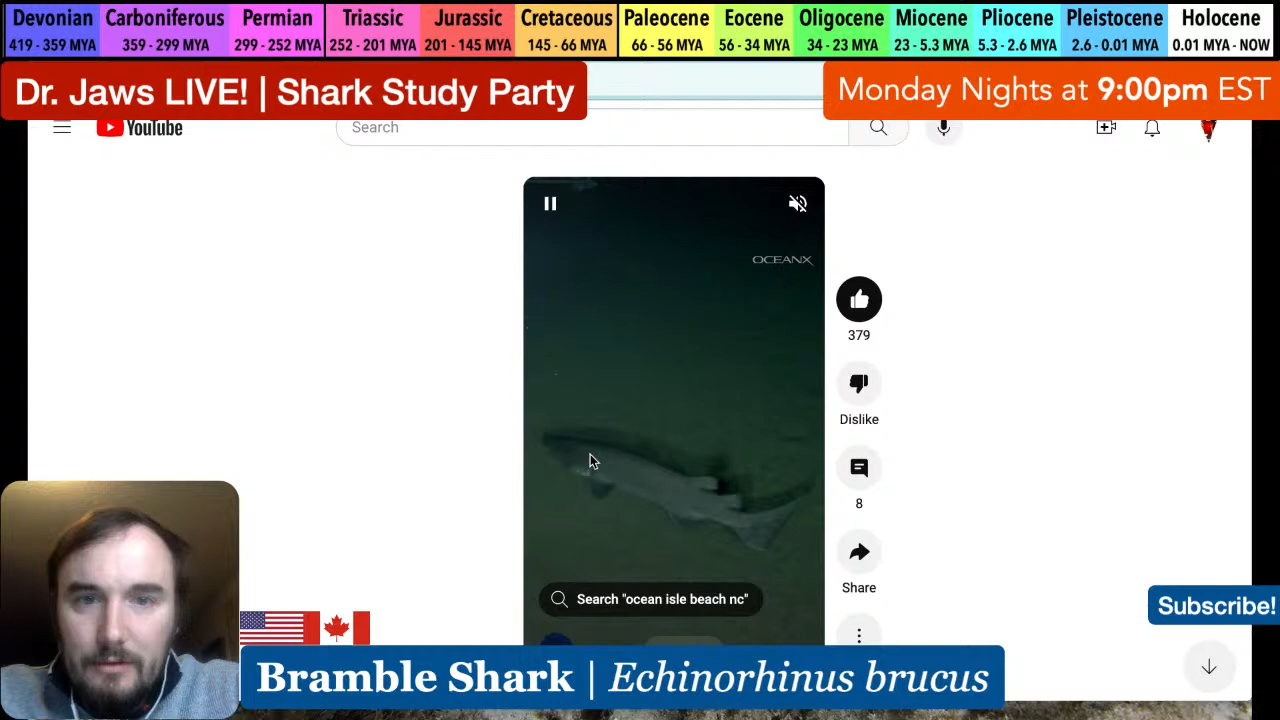 Devonian Carboniferous Permian Triassic Jurassic Cretaceous Paleocene Eocene Oligocene Miocene Pliocene Pleistocene Holocene
419 - 359 MYA 359 - 299 MYA 299 - 252 MYA 252 - 201 MYA 201 - 145 MYA 145 - 66 MYA 66 - 56 MYA 56 - 34 MYA 34 - 23 MYA 23 - 5.3 MYA 5.3 - 2.6 MYA 2.6 - 0.01 MYA 0.01 MYA - NOW
Dr. Jaws LIVE! | Shark Study Party
Monday Nights at 9:00pm EST
YouTube
Search
OCEANX
379
Dislike
8
Share
Search "ocean isle beach nc"
Subscribe!
Bramble Shark | Echinorhinus brucus